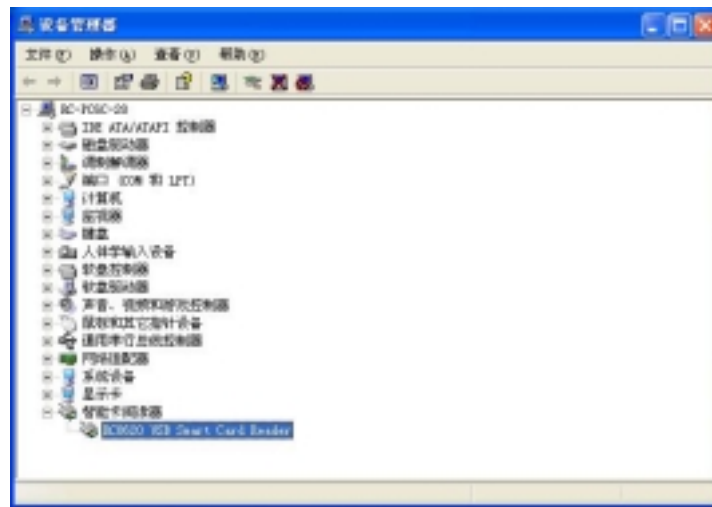 设备管理器
文件(F) 操作(A) 查看(V) 帮助(H)
RC-POSC-28
IDE ATA/ATAPI 控制器
磁盘驱动器
调制解调器
端口 (COM 和 LPT)
计算机
监视器
键盘
人体学输入设备
软盘控制器
软盘驱动器
声音、视频和游戏控制器
鼠标和其它指针设备
通用串行总线控制器
网络适配器
系统设备
显示卡
智能卡阅读器
USB Smart Card Reader